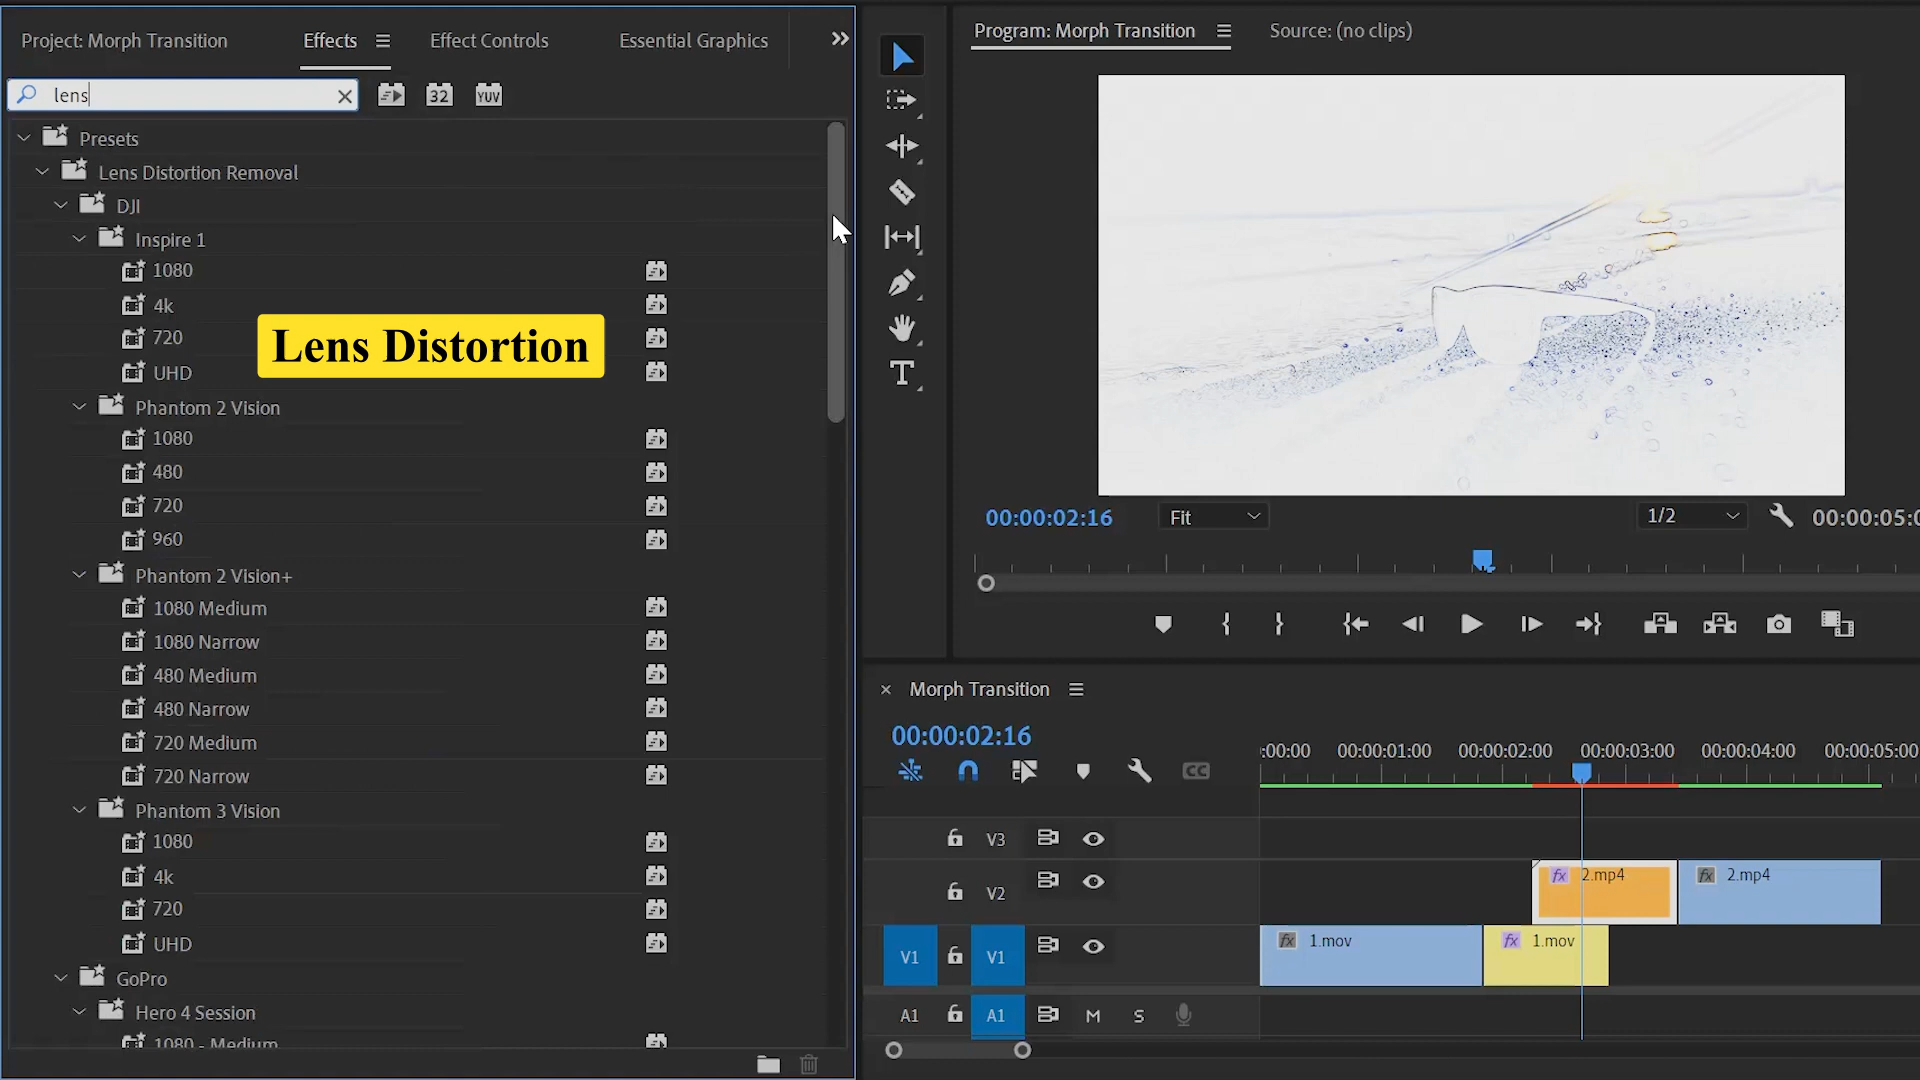 Project: Morph Transition
Effects
Effect Controls
Essential Graphics
lens
32
YUV
Presets
Lens Distortion Removal
DJI
Inspire 1
1080
4k
720
UHD
Lens Distortion
Phantom 2 Vision
1080
480
720
960
Phantom 2 Vision+
1080 Medium
1080 Narrow
480 Medium
480 Narrow
720 Medium
720 Narrow
Phantom 3 Vision
1080
4k
720
UHD
GoPro
Hero 4 Session
1080 - Medium
Program: Morph Transition
Source: (no clips)
00:00:02:16
Fit
1/2
00:00:05:0
Morph Transition
00:00:02:16
:00:00
00:00:01:00
00:00:02:00
00:00:03:00
00:00:04:00
00:00:05:00
CC
V3
V2
fx 2.mp4
fx 2.mp4
V1
V1
fx 1.mov
fx 1.mov
A1
A1
M
S